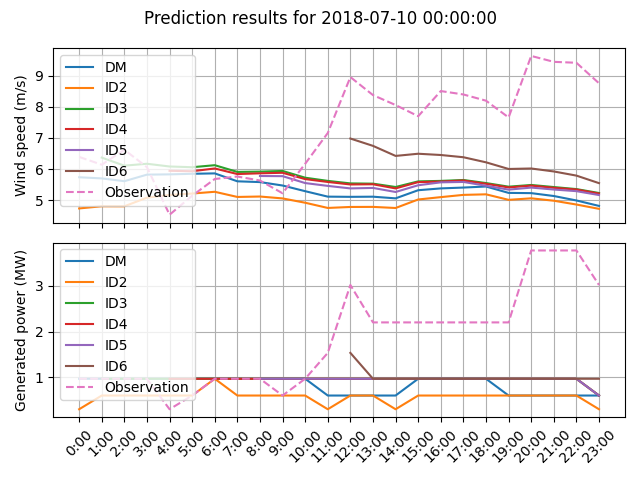 Prediction results for 2018-07-10 00:00:00
Wind speed (m/s)
9
8
7
6
5
DM
ID2
ID3
ID4
ID5
ID6
Observation
Generated power (MW)
3
2
1
DM
ID2
ID3
ID4
ID5
ID6
Observation
0:00 1:00 2:00 3:00 4:00 5:00 6:00 7:00 8:00 9:00 10:00 11:00 12:00 13:00 14:00 15:00 16:00 17:00 18:00 19:00 20:00 21:00 22:00 23:00